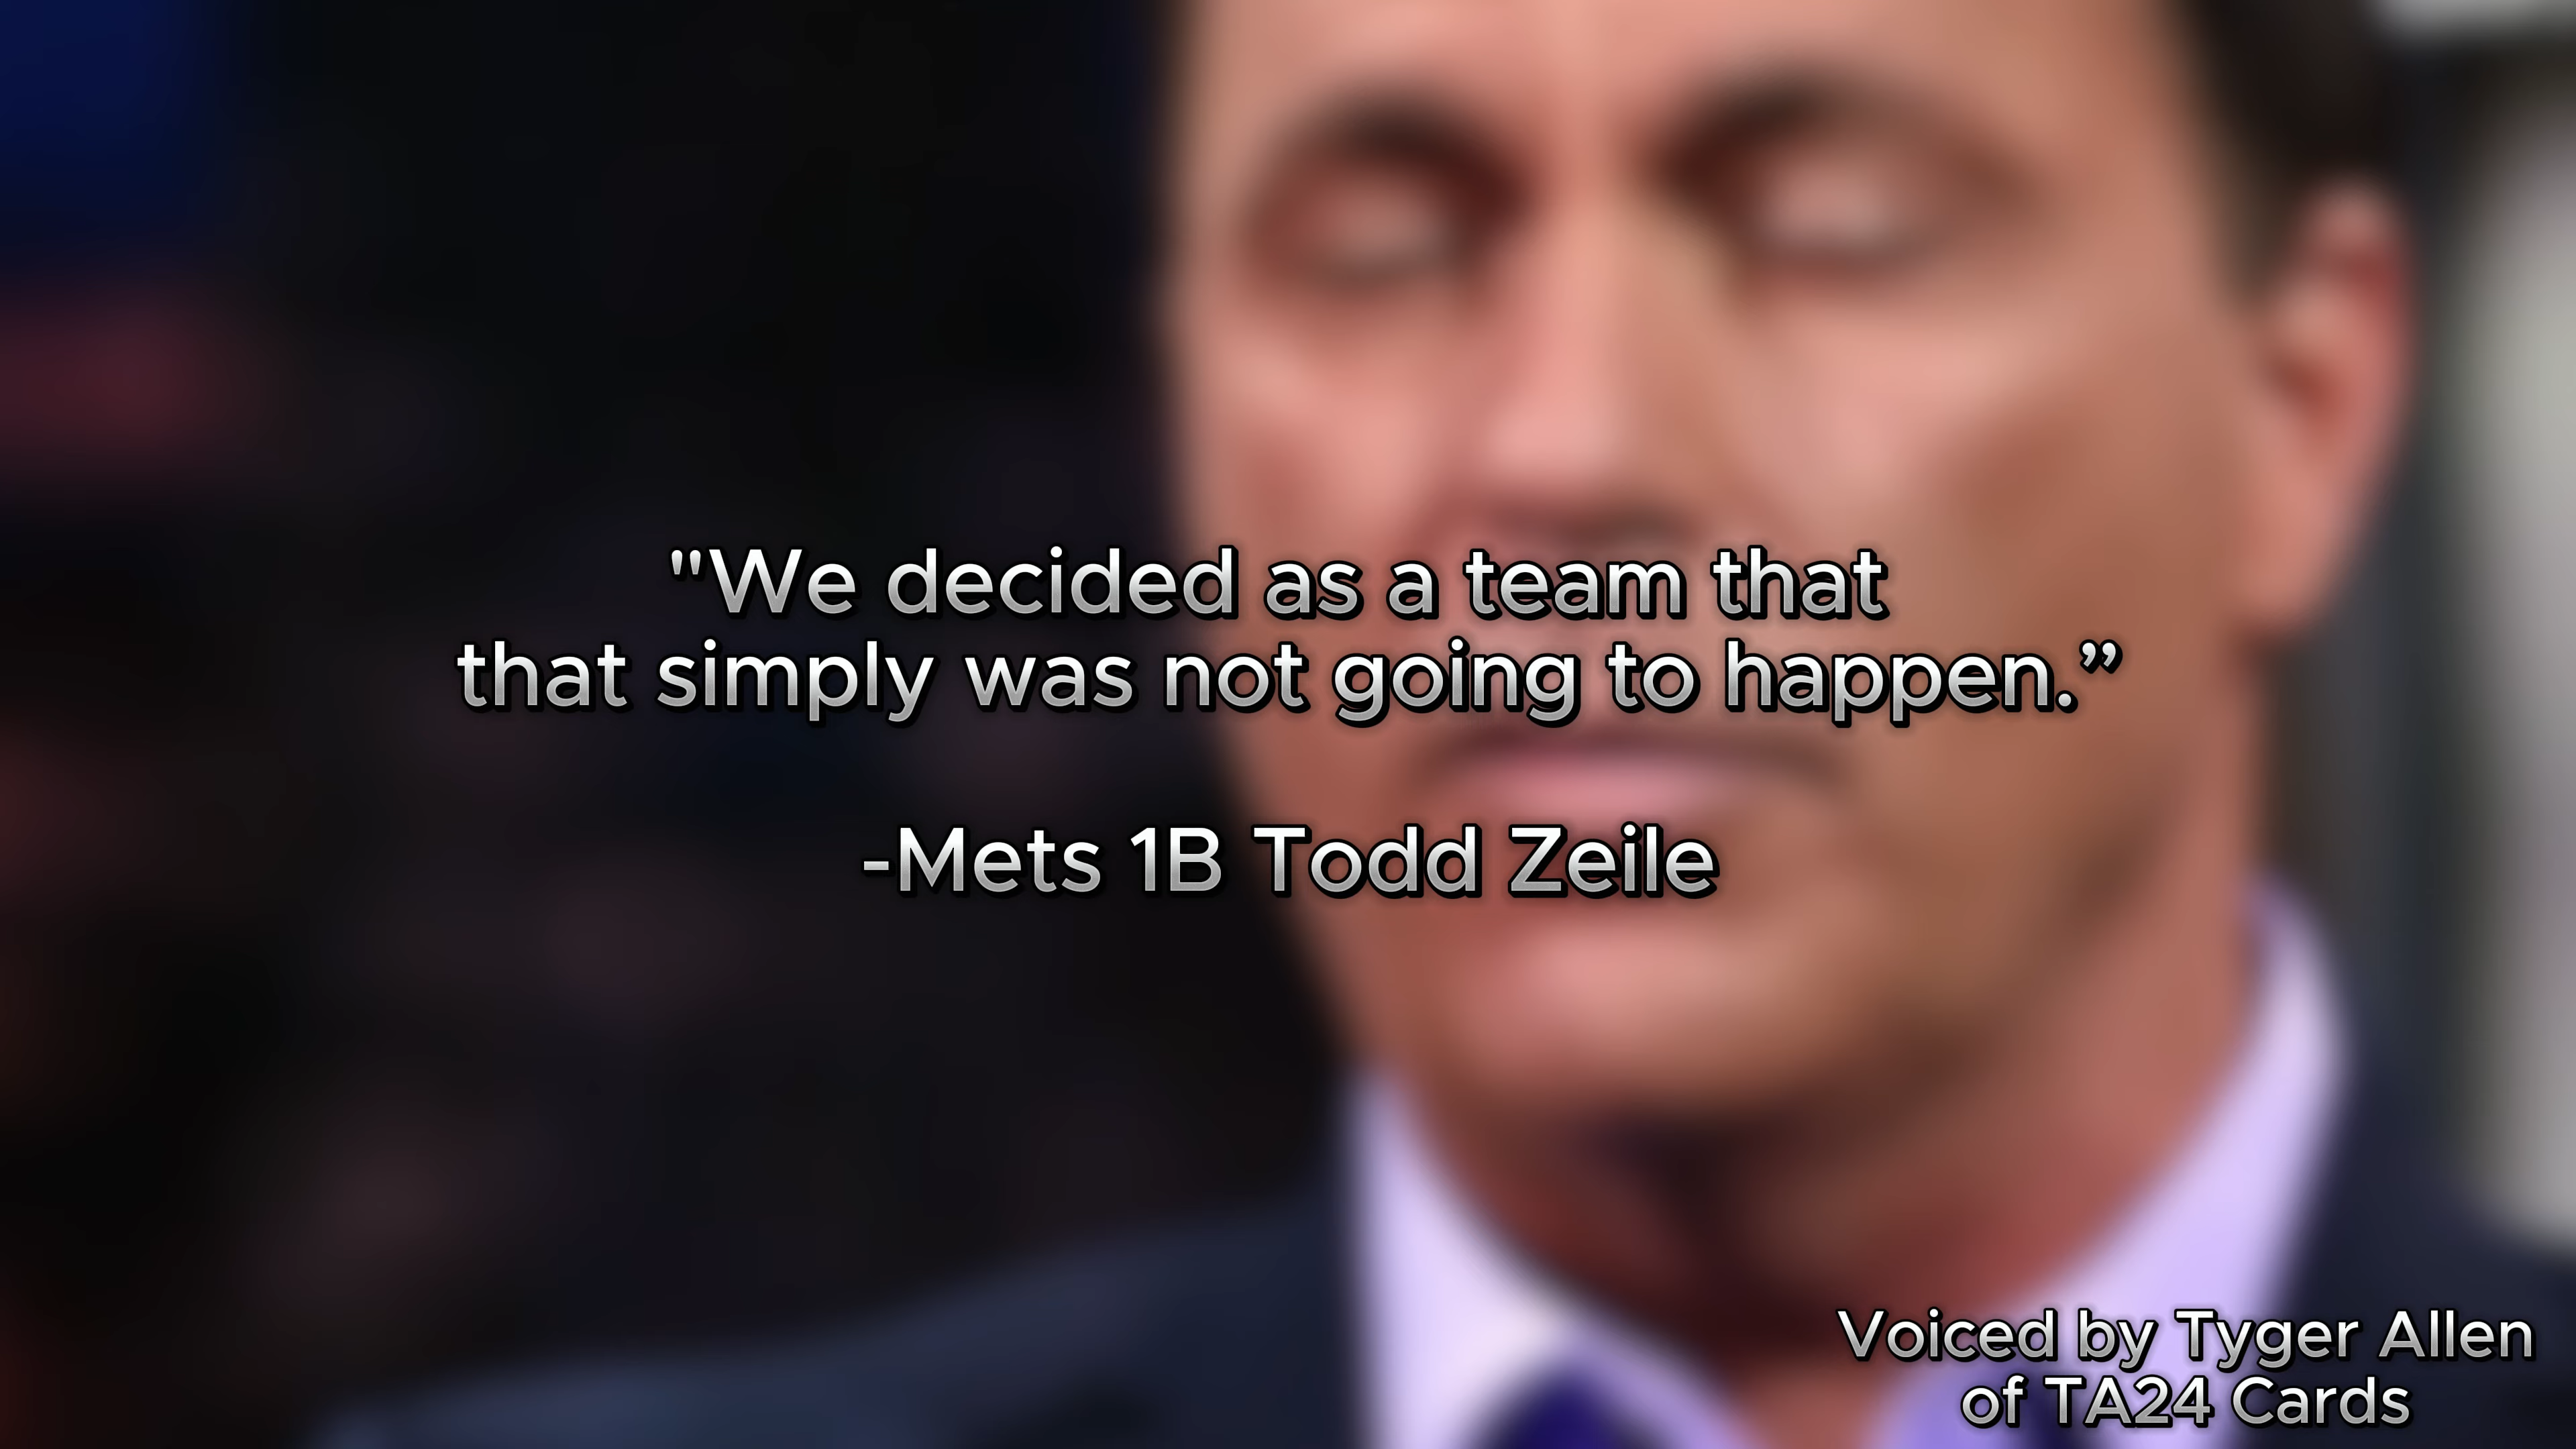 "We decided as a team that
that simply was not going to happen.”
-Mets 1B Todd Zeile
Voiced by Tyger Allen
of TA24 Cards